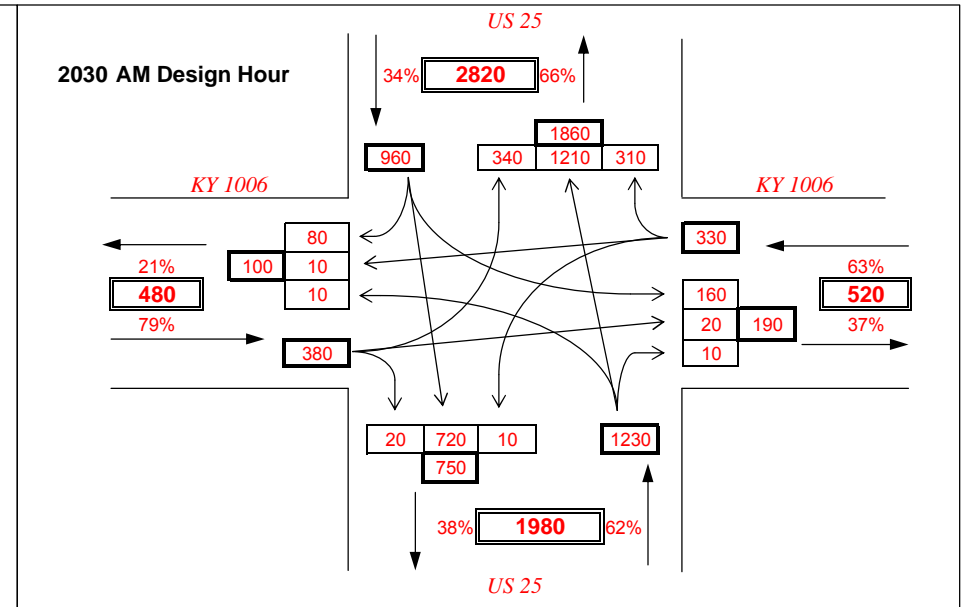 US 25
2030 AM Design Hour
34% 2820 66%
1860
960 340 1210 310
KY 1006 KY 1006
80 330
21% 100 10 63%
480 10 160 520
79% 20 190 37%
380 10
20 720 10 1230
750
38% 1980 62%
US 25